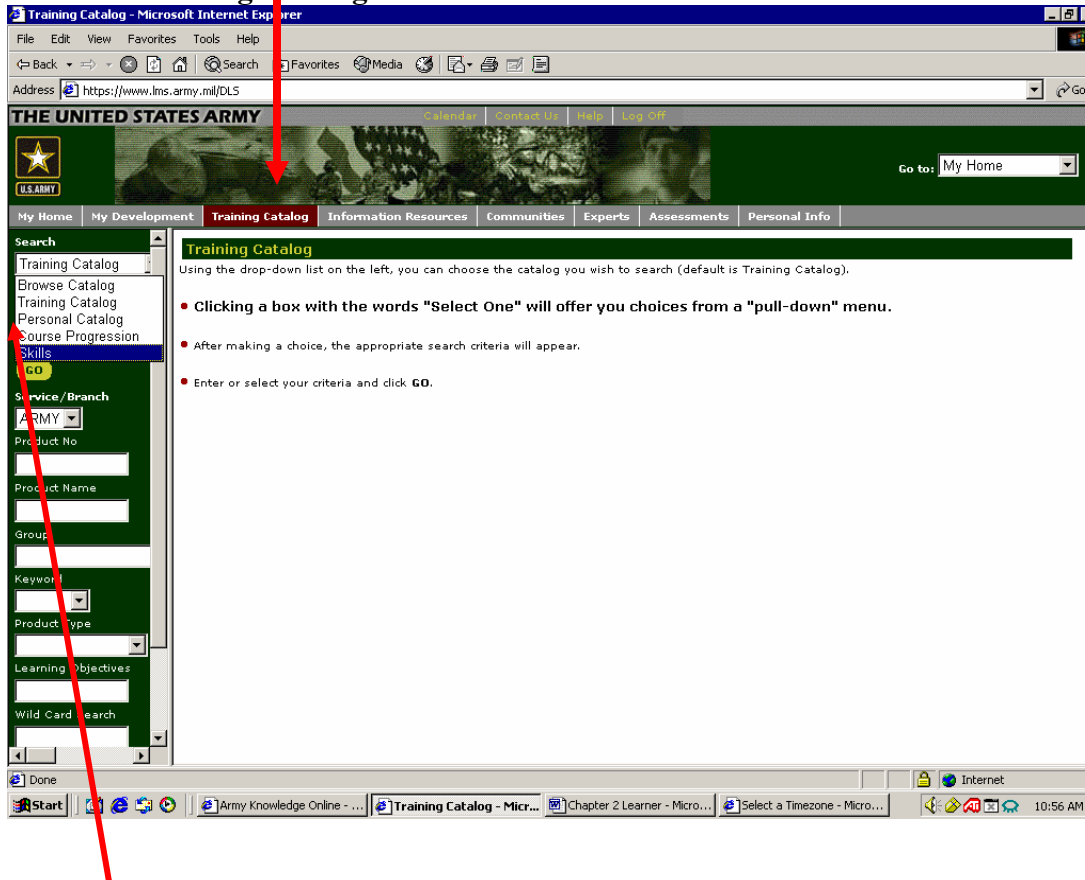 Training Catalog - Microsoft Internet Explorer
File Edit View Favorites Tools Help
Back Search Favorites Media
Address https://www.lms.army.mil/DLS Go
THE UNITED STATES ARMY
Calendar Contact Us Help Log Off
U.S.ARMY
Go to: My Home
My Home My Development Training Catalog Information Resources Communities Experts Assessments Personal Info
Search
Training Catalog
Browse Catalog
Training Catalog
Personal Catalog
Course Progression
Skills
GO
Service/Branch
ARMY
Product No
Product Name
Group
Keyword
Product Type
Learning Objectives
Wild Card Search
Training Catalog
Using the drop-down list on the left, you can choose the catalog you wish to search (default is Training Catalog).
• Clicking a box with the words "Select One" will offer you choices from a "pull-down" menu.
• After making a choice, the appropriate search criteria will appear.
• Enter or select your criteria and click GO.
Done Internet
Start Army Knowledge Online - ... Training Catalog - Micr... Chapter 2 Learner - Micro... Select a Timezone - Micro... 10:56 AM